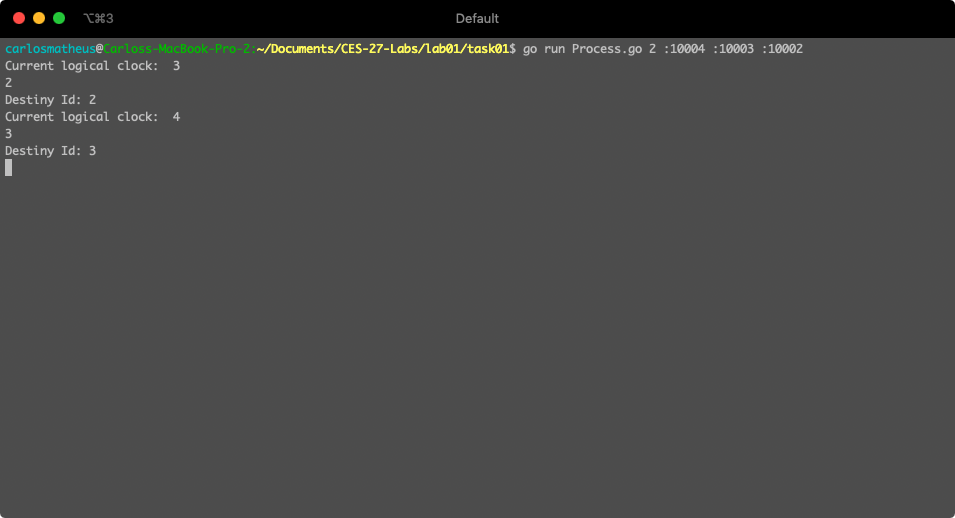 ⌥⌘3
Default
carlosmatheus@Carloss-MacBook-Pro-2:~/Documents/CES-27-Labs/lab01/task01$ go run Process.go 2 :10004 :10003 :10002
Current logical clock:  3
2
Destiny Id: 2
Current logical clock:  4
3
Destiny Id: 3